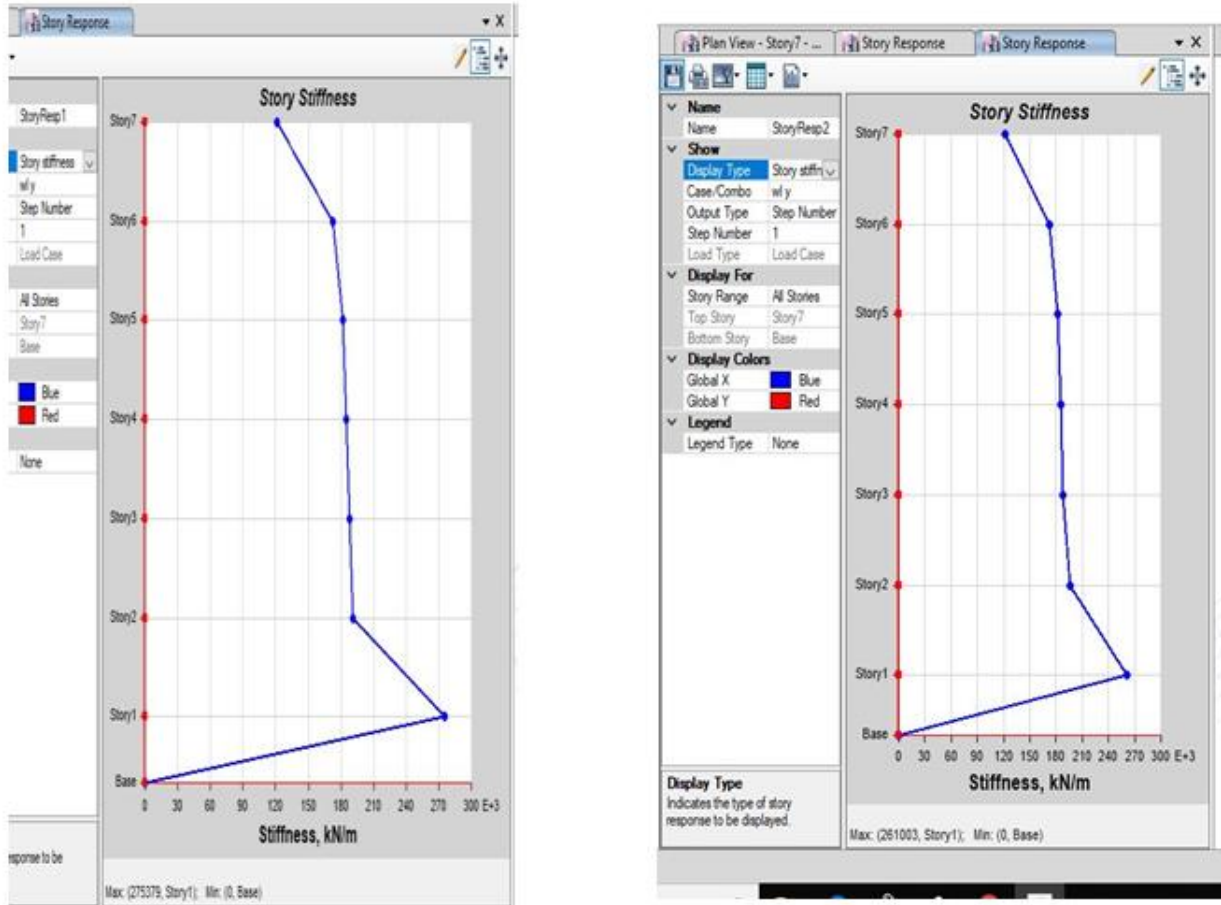 Story Response
StoryResp1
Story stiffness
wl y
Step Number
1
Load Case
All Stories
Story7
Base
Blue
Red
None
esponse to be
Story Stiffness
Story7
Story6
Story5
Story4
Story3
Story2
Story1
Base
0 30 60 90 120 150 180 210 240 270 300 E+3
Stiffness, kN/m
Max: (275379, Story1); Min: (0, Base)
Plan View - Story7 - ... Story Response Story Response
Name
Name StoryResp2
Show
Display Type Story stiffn
Case/Combo wl y
Output Type Step Number
Step Number 1
Load Type Load Case
Display For
Story Range All Stories
Top Story Story7
Bottom Story Base
Display Colors
Global X Blue
Global Y Red
Legend
Legend Type None
Display Type
Indicates the type of story
response to be displayed.
Story Stiffness
Story7
Story6
Story5
Story4
Story3
Story2
Story1
Base
0 30 60 90 120 150 180 210 240 270 300 E+3
Stiffness, kN/m
Max: (261003, Story1); Min: (0, Base)